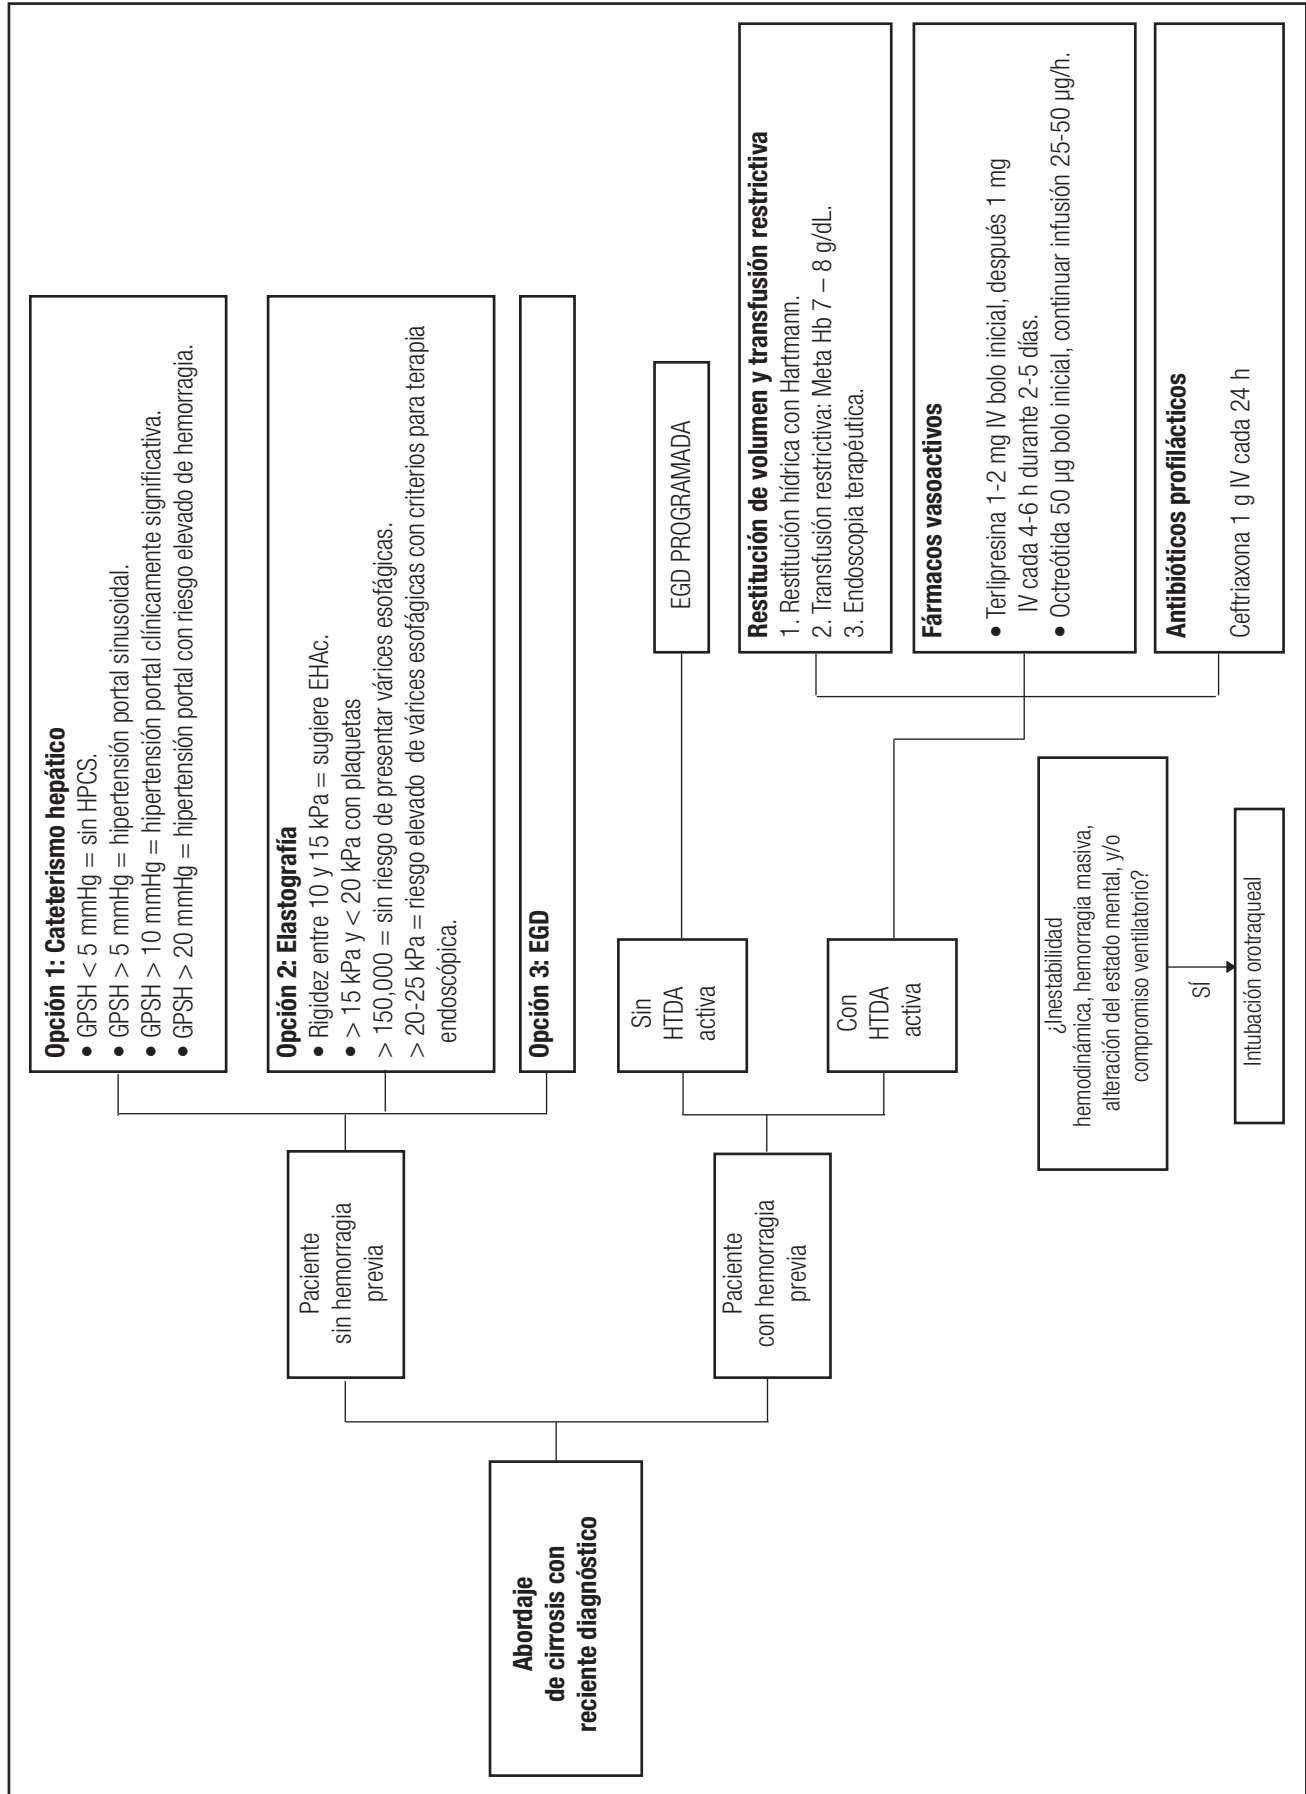 Abordaje
de cirrosis con
reciente diagnóstico
Paciente
sin hemorragia
previa
Opción 1: Cateterismo hepático
• GPSH < 5 mmHg = sin HPCS.
• GPSH > 5 mmHg = hipertensión portal sinusoidal.
• GPSH > 10 mmHg = hipertensión portal clínicamente significativa.
• GPSH > 20 mmHg = hipertensión portal con riesgo elevado de hemorragia.
Opción 2: Elastografía
• Rigidez entre 10 y 15 kPa = sugiere EHAc.
• > 15 kPa y < 20 kPa con plaquetas
> 150,000 = sin riesgo de presentar várices esofágicas.
> 20-25 kPa = riesgo elevado de várices esofágicas con criterios para terapia
endoscópica.
Opción 3: EGD
Paciente
con hemorragia
previa
Sin
HTDA
activa
EGD PROGRAMADA
Con
HTDA
activa
Restitución de volumen y transfusión restrictiva
1. Restitución hídrica con Hartmann.
2. Transfusión restrictiva: Meta Hb 7 – 8 g/dL.
3. Endoscopia terapéutica.
Fármacos vasoactivos
• Terlipresina 1-2 mg IV bolo inicial, después 1 mg
IV cada 4-6 h durante 2-5 días.
• Octreótida 50 µg bolo inicial, continuar infusión 25-50 µg/h.
Antibióticos profilácticos
Ceftriaxona 1 g IV cada 24 h
¿Inestabilidad
hemodinámica, hemorragia masiva,
alteración del estado mental, y/o
compromiso ventilatorio?
SÍ
Intubación orotraqueal